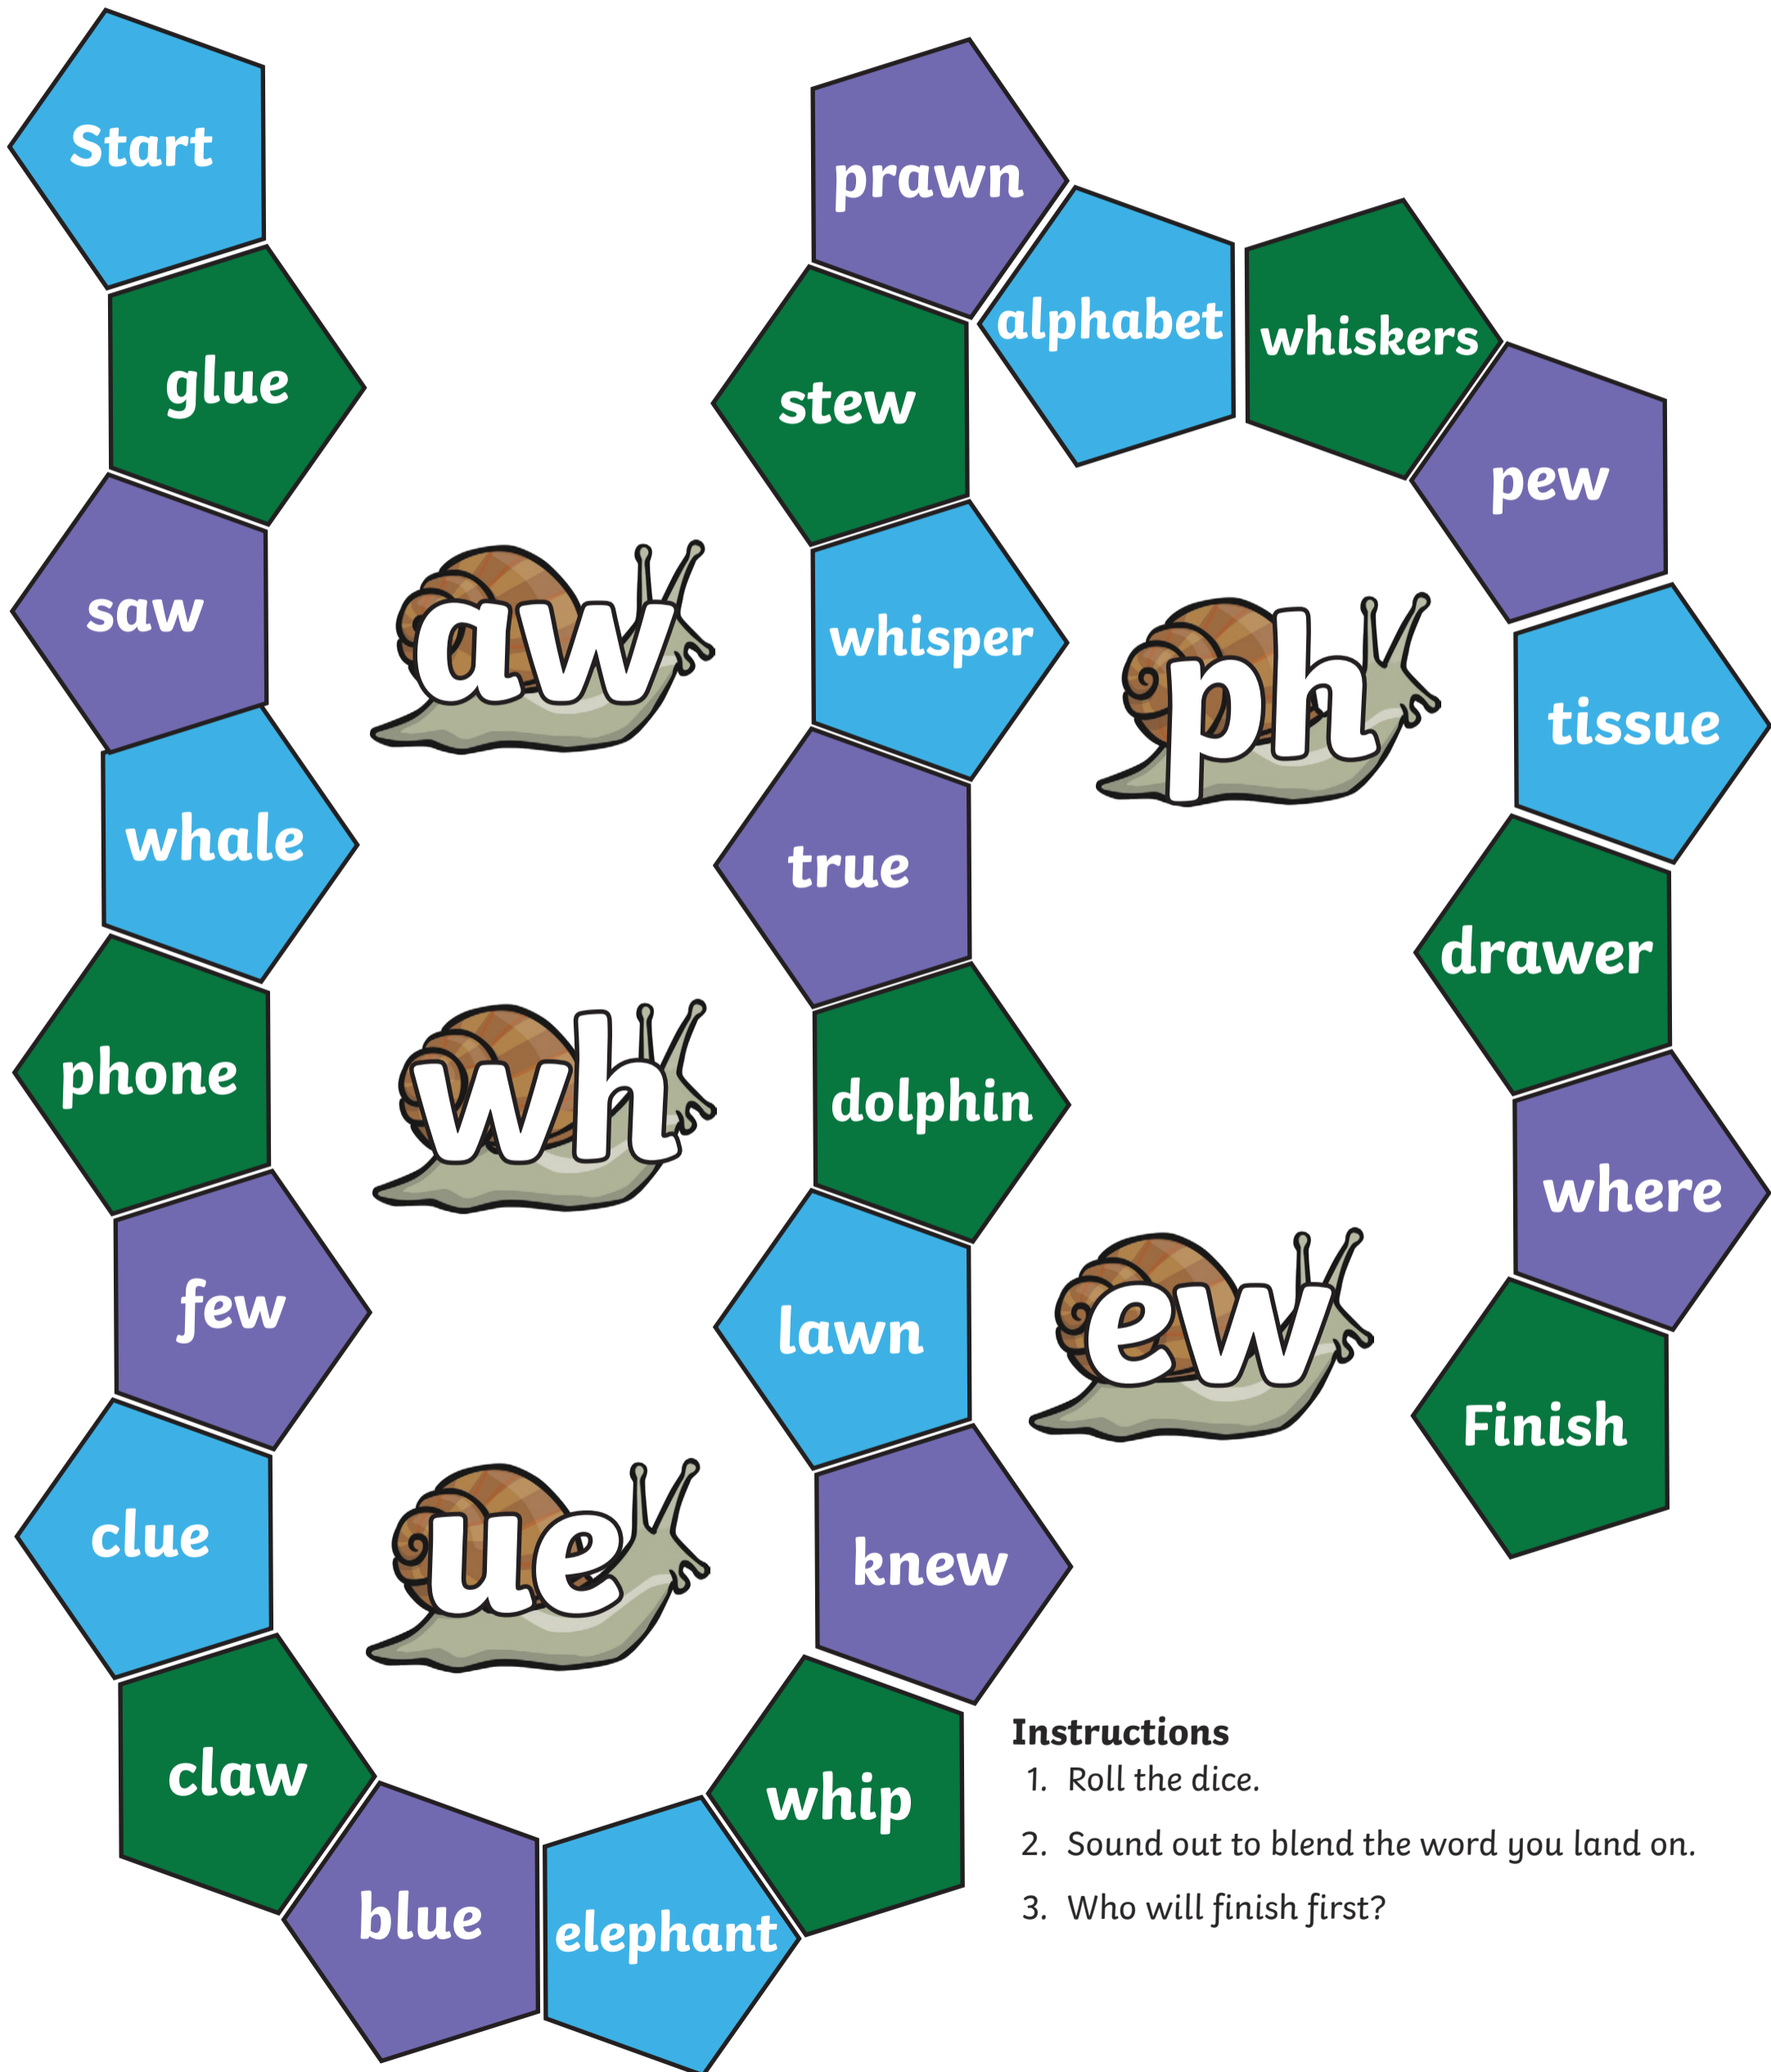 Start
glue
saw
whale
phone
few
clue
claw
blue
elephant
whip
knew
lawn
dolphin
true
whisper
stew
prawn
alphabet
whiskers
pew
tissue
drawer
where
Finish
aw
wh
ue
ph
ew
Instructions
1. Roll the dice.
2. Sound out to blend the word you land on.
3. Who will finish first?